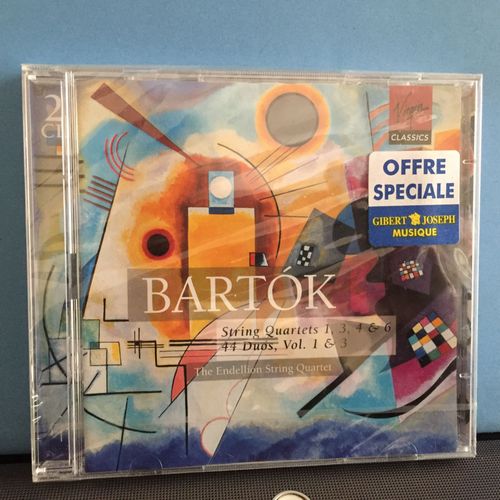 2
CD
Virgin
CLASSICS
OFFRE
SPECIALE
GIBERT JOSEPH
MUSIQUE
BARTÓK
String Quartets 1, 3, 4 & 6
44 Duos, Vol. 1 & 3
The Endellion String Quartet